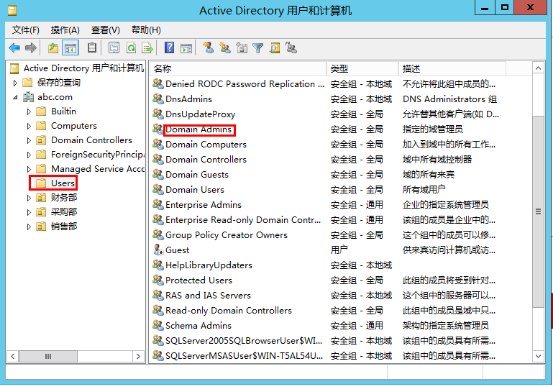 Active Directory 用户和计算机
文件(F) 操作(A) 查看(V) 帮助(H)
Active Directory 用户和计算机
保存的查询
abc.com
Builtin
Computers
Domain Controllers
ForeignSecurityPrincip
Managed Service Acco
Users
财务部
采购部
销售部
名称 类型 描述
Denied RODC Password Replication ... 安全组 - 本地域 不允许将此组中成员的...
DnsAdmins 安全组 - 本地域 DNS Administrators 组
DnsUpdateProxy 安全组 - 全局 允许替其他客户端(如 D...
Domain Admins 安全组 - 全局 指定的域管理员
Domain Computers 安全组 - 全局 加入到域中的所有工作...
Domain Controllers 安全组 - 全局 域中所有域控制器
Domain Guests 安全组 - 全局 域的所有来宾
Domain Users 安全组 - 全局 所有域用户
Enterprise Admins 安全组 - 通用 企业的指定系统管理员
Enterprise Read-only Domain Contr... 安全组 - 通用 该组的成员是企业中的...
Group Policy Creator Owners 安全组 - 全局 这个组中的成员可以修...
Guest 用户 供来宾访问计算机或访...
HelpLibraryUpdaters 安全组 - 本地域
Protected Users 安全组 - 全局 此组的成员将受到针对...
RAS and IAS Servers 安全组 - 本地域 这个组中的服务器可以...
Read-only Domain Controllers 安全组 - 全局 此组中的成员是域中只...
Schema Admins 安全组 - 通用 架构的指定系统管理员
SQLServer2005SQLBrowserUser$WI... 安全组 - 本地域 该组中的成员具有所需...
SQLServerMSASUser$WIN-T5AL54U... 安全组 - 本地域 该组中的成员具有所需...